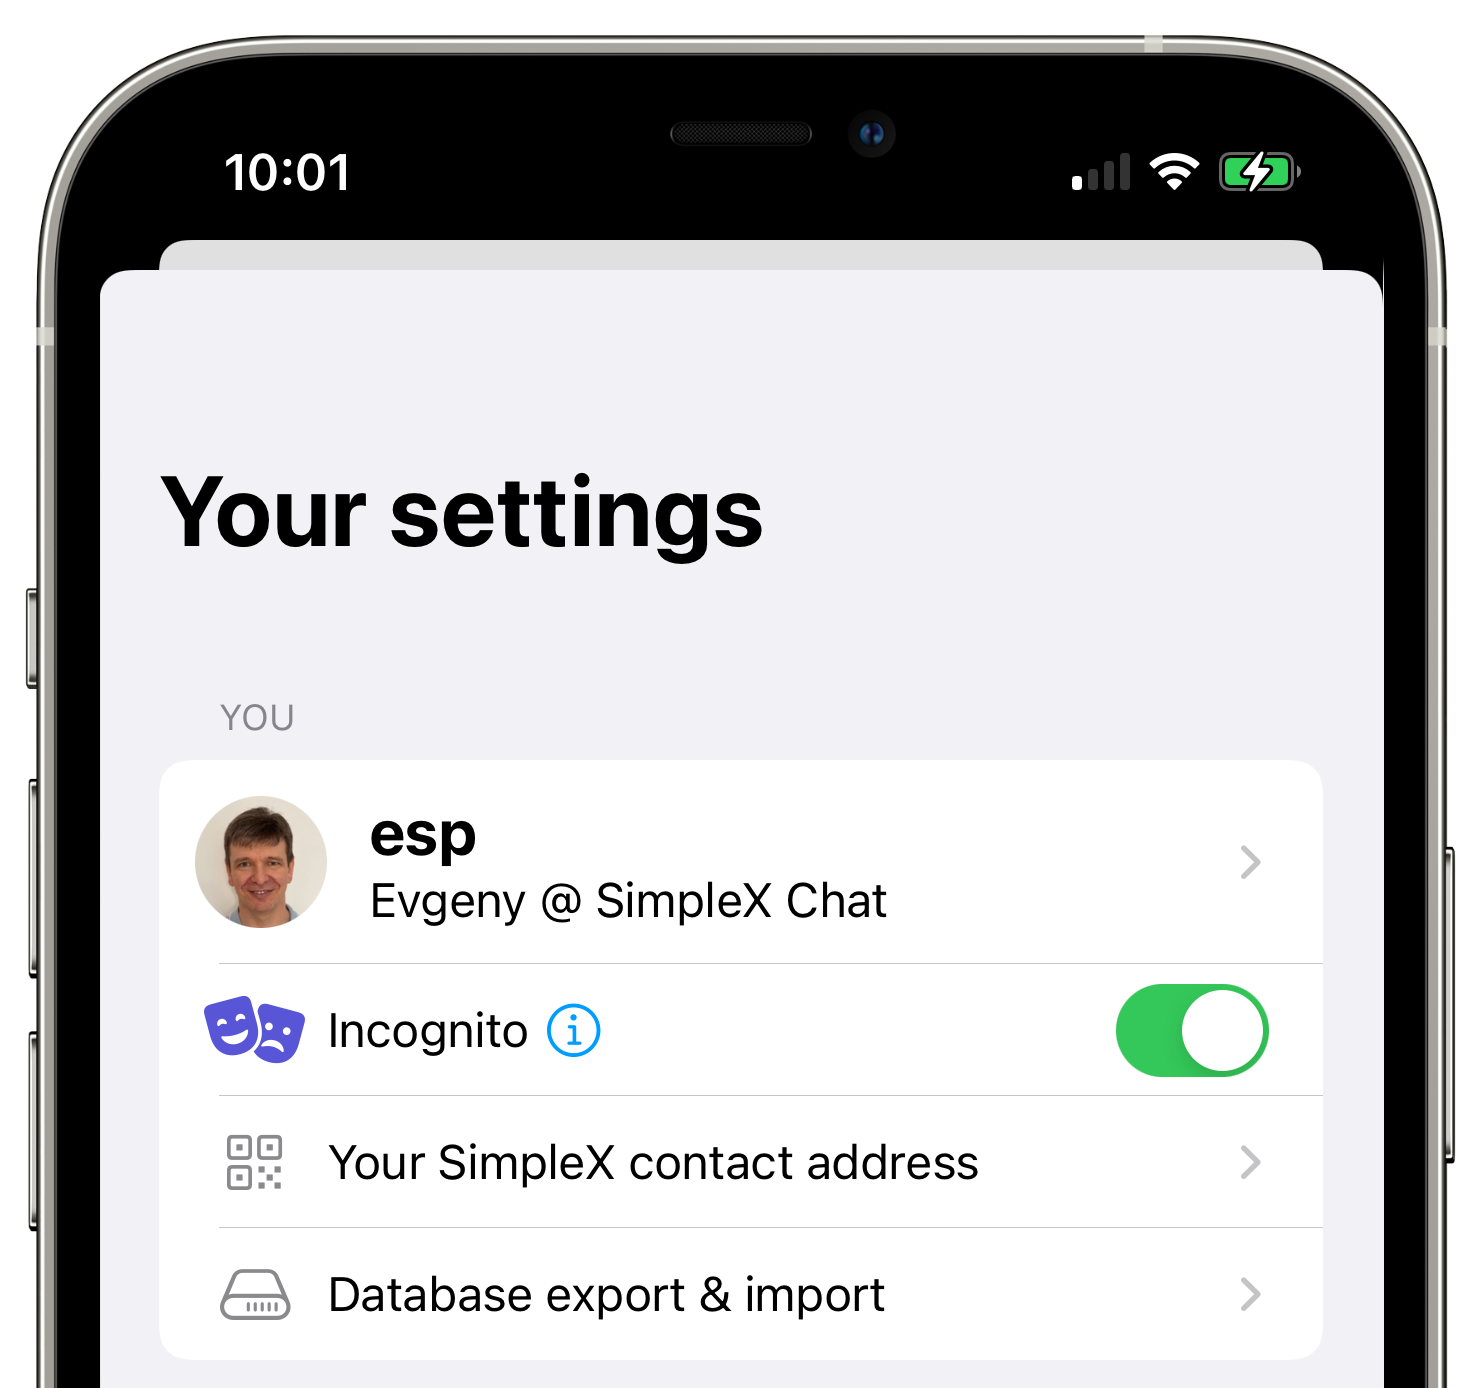 10:01
Your settings
YOU
esp
Evgeny @ SimpleX Chat
Incognito
Your SimpleX contact address
Database export & import